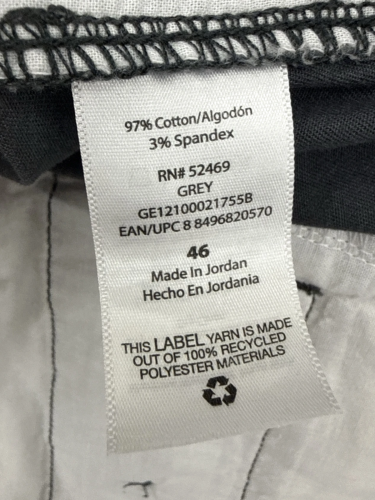 97% Cotton/Algodón
3% Spandex
RN# 52469
GREY
GE12100021755B
EAN/UPC 8 8496820570
46
Made In Jordan
Hecho En Jordania
THIS LABEL YARN IS MADE
OUT OF 100% RECYCLED
POLYESTER MATERIALS